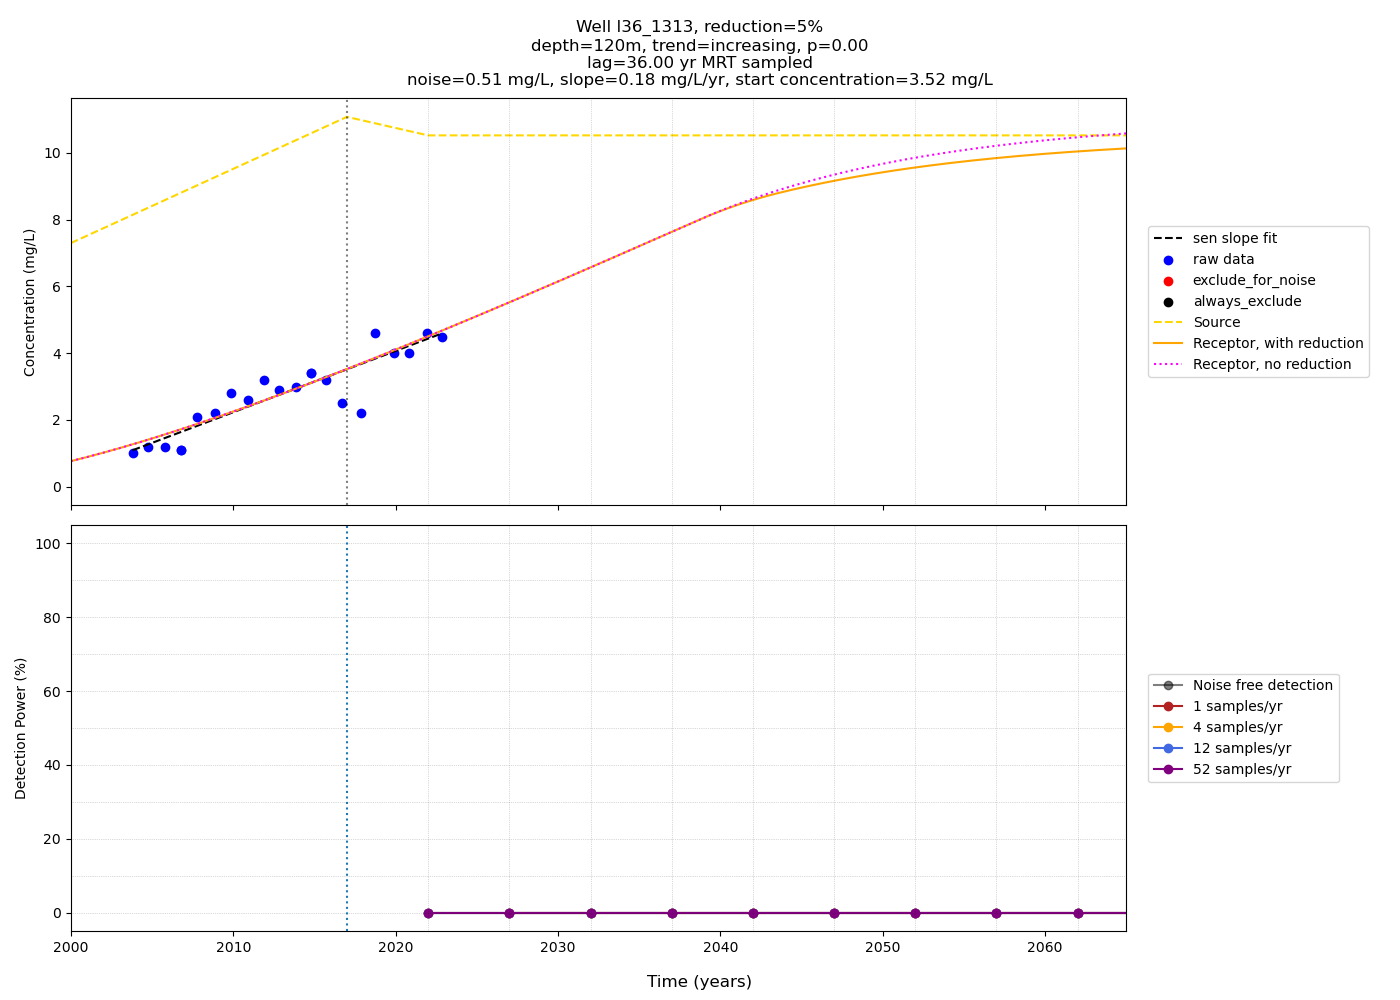 Well l36_1313, reduction=5%
depth=120m, trend=increasing, p=0.00
lag=36.00 yr MRT sampled
noise=0.51 mg/L, slope=0.18 mg/L/yr, start concentration=3.52 mg/L
Concentration (mg/L)
10
8
6
4
2
0
sen slope fit
raw data
exclude_for_noise
always_exclude
Source
Receptor, with reduction
Receptor, no reduction
Detection Power (%)
100
80
60
40
20
0
Noise free detection
1 samples/yr
4 samples/yr
12 samples/yr
52 samples/yr
2000 2010 2020 2030 2040 2050 2060
Time (years)